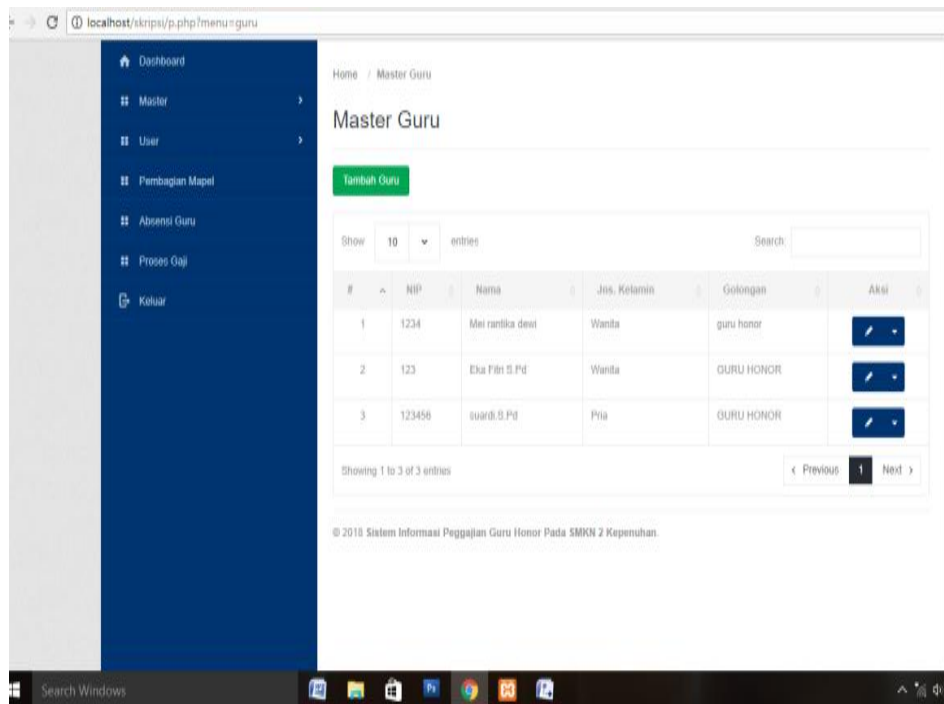 localhost/skripsi/p.php?menu=guru
Dashboard
Master
User
Pembagian Mapel
Absensi Guru
Proses Gaji
Keluar
Home / Master Guru
Master Guru
Tambah Guru
Show 10 entries Search:
# NIP Nama Jns. Kelamin Golongan Aksi
1 1234 Mei rantika dewi Wanita guru honor
2 123 Eka Fitri S.Pd Wanita GURU HONOR
3 123456 suardi.S.Pd Pria GURU HONOR
Showing 1 to 3 of 3 entries < Previous 1 Next >
© 2018 Sistem Informasi Peggajian Guru Honor Pada SMKN 2 Kepenuhan.
Search Windows
Ps